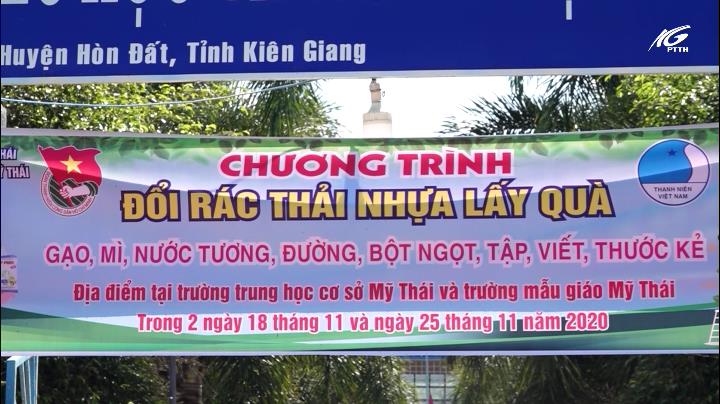 Huyện Hòn Đất, Tỉnh Kiên Giang
PTTH
CHƯƠNG TRÌNH
ĐỔI RÁC THẢI NHỰA LẤY QUÀ
THANH NIÊN
VIỆT NAM
GẠO, MÌ, NƯỚC TƯƠNG, ĐƯỜNG, BỘT NGỌT, TẬP, VIẾT, THƯỚC KẺ
Địa điểm tại trường trung học cơ sở Mỹ Thái và trường mẫu giáo Mỹ Thái
Trong 2 ngày 18 tháng 11 và ngày 25 tháng 11 năm 2020